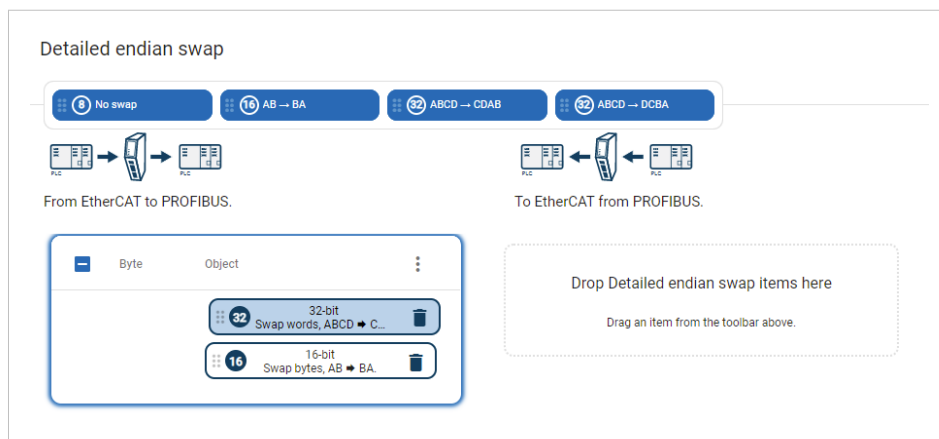 Detailed endian swap
8 No swap
16 AB → BA
32 ABCD → CDAB
32 ABCD → DCBA
PLC
PLC
PLC
PLC
From EtherCAT to PROFIBUS.
To EtherCAT from PROFIBUS.
Byte
Object
32
32-bit
Swap words, ABCD ➡ C...
16
16-bit
Swap bytes, AB ➡ BA.
Drop Detailed endian swap items here
Drag an item from the toolbar above.